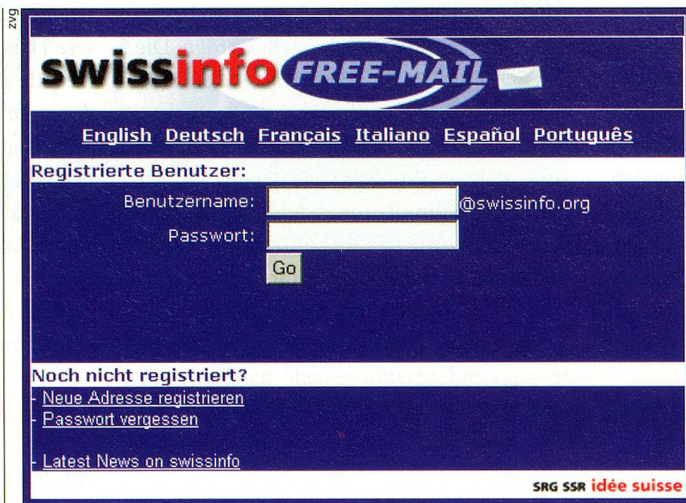 zvg
swissinfo FREE-MAIL
English Deutsch Français Italiano Español Português
Registrierte Benutzer:
Benutzername: @swissinfo.org
Passwort:
Go
Noch nicht registriert?
- Neue Adresse registrieren
- Passwort vergessen
- Latest News on swissinfo
SRG SSR idée suisse